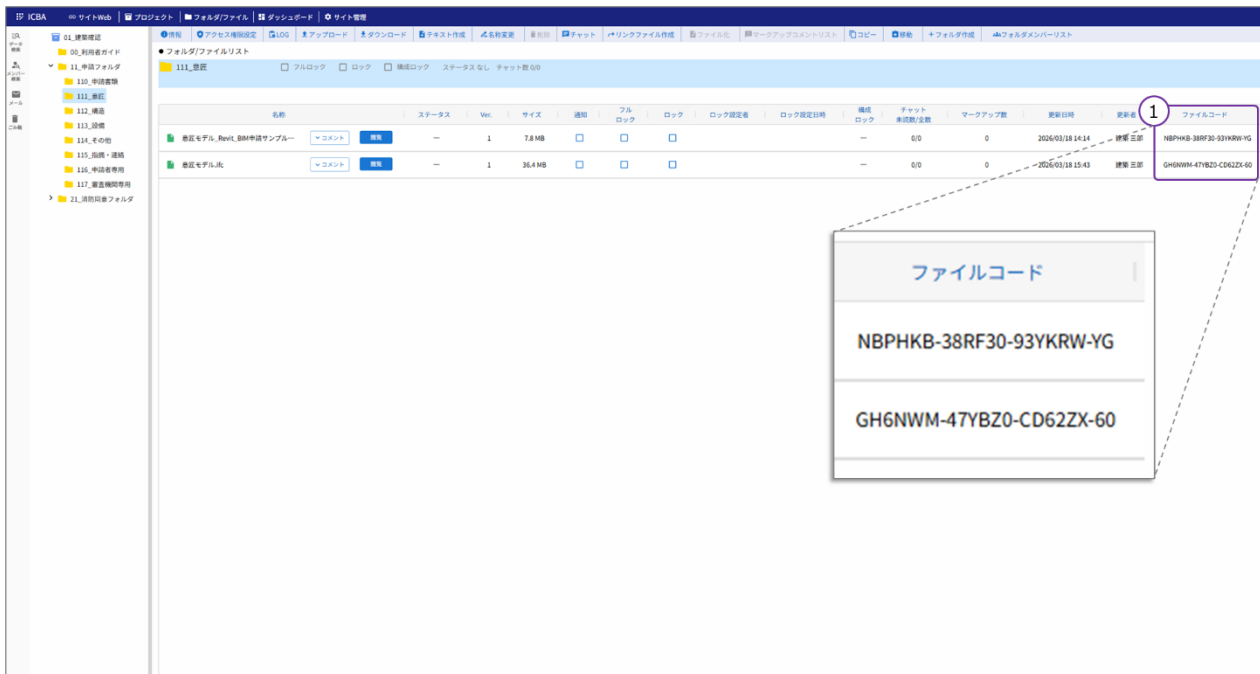 ICBA サイトWeb プロジェクト フォルダ/ファイル ダッシュボード サイト管理
データ検索
メンバー検索
メール
ごみ箱
01_建築確認
00_利用者ガイド
11_申請フォルダ
110_申請書類
111_意匠
112_構造
113_設備
114_その他
115_指摘・連絡
116_申請者専用
117_審査機関専用
21_消防同意フォルダ
情報 アクセス権限設定 LOG アップロード ダウンロード テキスト作成 名称変更 削除 チャット リンクファイル作成 ファイル化 マークアップコメントリスト コピー 移動 +フォルダ作成 フォルダメンバーリスト
● フォルダ/ファイルリスト
111_意匠 フルロック ロック 構成ロック ステータス なし チャット数 0/0
名称 ステータス Ver. サイズ 通知 フルロック ロック ロック設定者 ロック設定日時 構成ロック チャット未読数/全数 マークアップ数 更新日時 更新者 ファイルコード
意匠モデル_Revit_BIM申請サンプル… コメント 閲覧 — 1 7.8 MB — 0/0 0 2026/03/18 14:14 建築 三郎 NBPHKB-38RF30-93YKRW-YG
意匠モデル.ifc コメント 閲覧 — 1 36.4 MB — 0/0 0 2026/03/18 15:43 建築 三郎 GH6NWM-47YBZ0-CD62ZX-60
1
ファイルコード
NBPHKB-38RF30-93YKRW-YG
GH6NWM-47YBZ0-CD62ZX-60